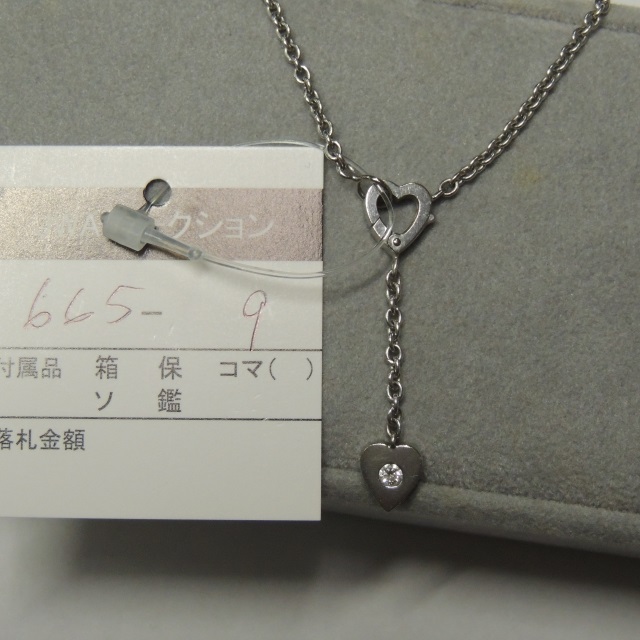 クション
665-9
付属品 箱 保 コマ( )
ソ 鑑
落札金額